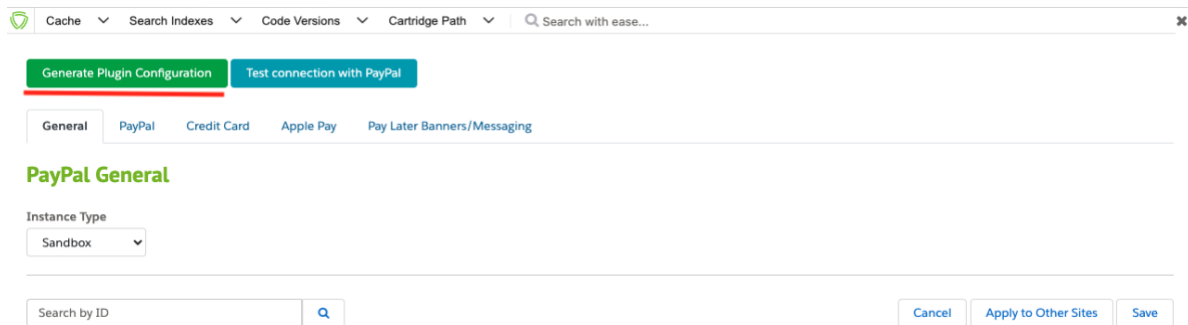 Cache Search Indexes Code Versions Cartridge Path Search with ease...
Generate Plugin Configuration Test connection with PayPal
General PayPal Credit Card Apple Pay Pay Later Banners/Messaging
PayPal General
Instance Type
Sandbox
Search by ID Cancel Apply to Other Sites Save